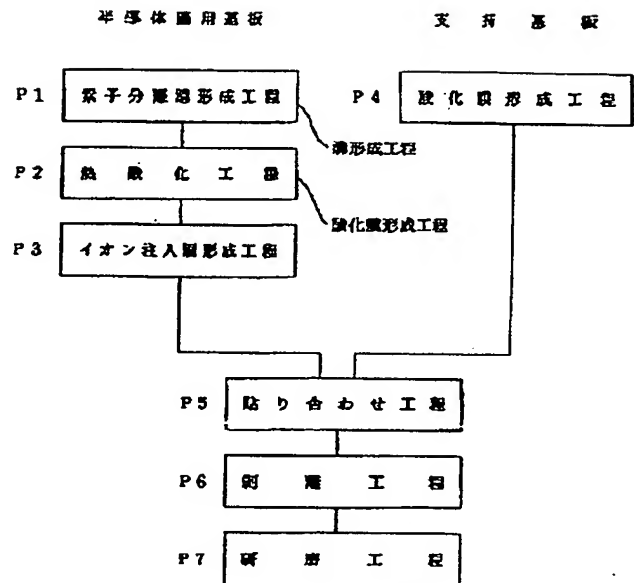 半導体層用基板
支持基板
P1 素子分離溝形成工程
P4 酸化膜形成工程
溝形成工程
P2 熱酸化工程
酸化膜形成工程
P3 イオン注入層形成工程
P5 貼り合わせ工程
P6 剥離工程
P7 研磨工程